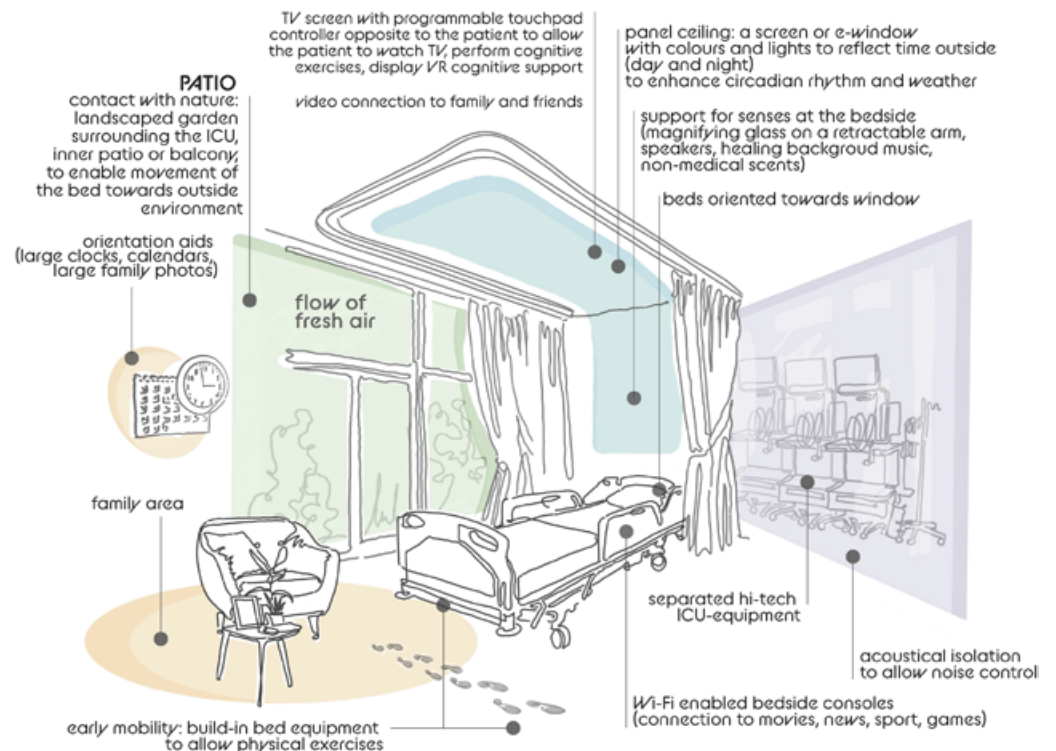 TV screen with programmable touchpad
controller opposite to the patient to allow
the patient to watch TV, perform cognitive
exercises, display VR cognitive support
video connection to family and friends
panel ceiling: a screen or e-window
with colours and lights to reflect time outside
(day and night)
to enhance circadian rhythm and weather
support for senses at the bedside
(magnifying glass on a retractable arm,
speakers, healing backgroud music,
non-medical scents)
beds oriented towards window
PATIO
contact with nature:
landscaped garden
surrounding the ICU,
inner patio or balcony,
to enable movement of
the bed towards outside
environment
orientation aids
(large clocks, calendars,
large family photos)
flow of
fresh air
family area
separated hi-tech
ICU-equipment
acoustical isolation
to allow noise control
Wi-Fi enabled bedside consoles
(connection to movies, news, sport, games)
early mobility: build-in bed equipment
to allow physical exercises